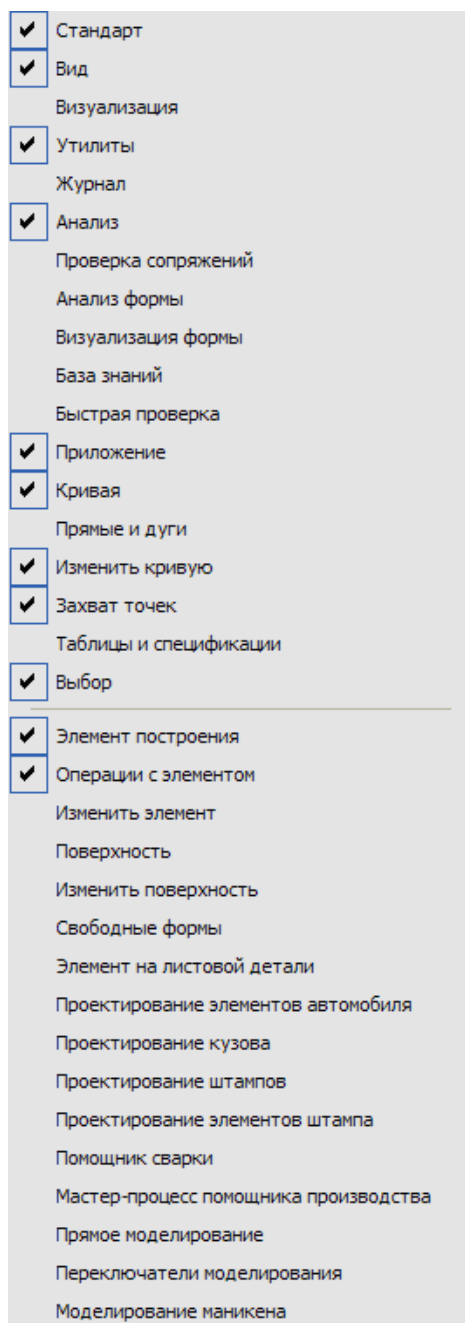 Стандарт
Вид
Визуализация
Утилиты
Журнал
Анализ
Проверка сопряжений
Анализ формы
Визуализация формы
База знаний
Быстрая проверка
Приложение
Кривая
Прямые и дуги
Изменить кривую
Захват точек
Таблицы и спецификации
Выбор
Элемент построения
Операции с элементом
Изменить элемент
Поверхность
Изменить поверхность
Свободные формы
Элемент на листовой детали
Проектирование элементов автомобиля
Проектирование кузова
Проектирование штампов
Проектирование элементов штампа
Помощник сварки
Мастер-процесс помощника производства
Прямое моделирование
Переключатели моделирования
Моделирование маникена